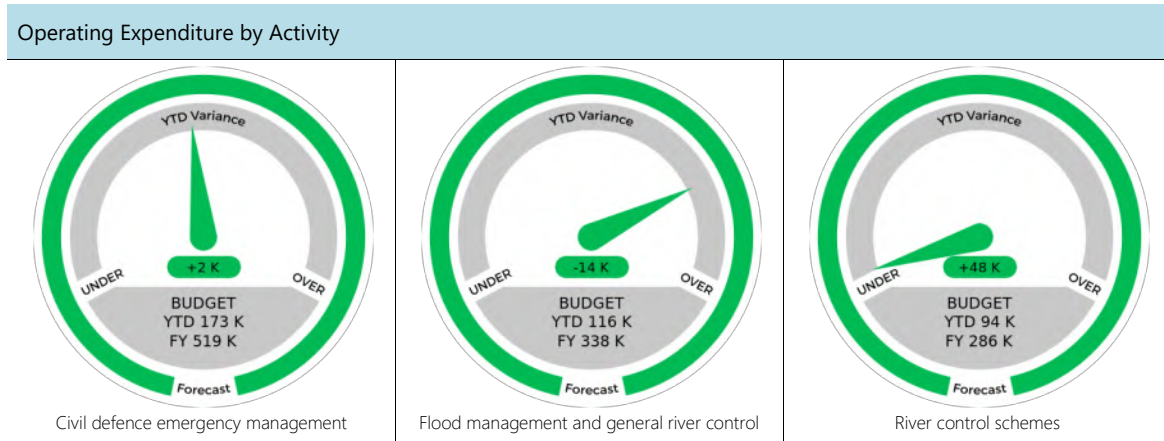 Operating Expenditure by Activity
YTD Variance
+2 K
UNDER
OVER
BUDGET
YTD 173 K
FY 519 K
Forecast
Civil defence emergency management
YTD Variance
-14 K
UNDER
OVER
BUDGET
YTD 116 K
FY 338 K
Forecast
Flood management and general river control
YTD Variance
+48 K
UNDER
OVER
BUDGET
YTD 94 K
FY 286 K
Forecast
River control schemes